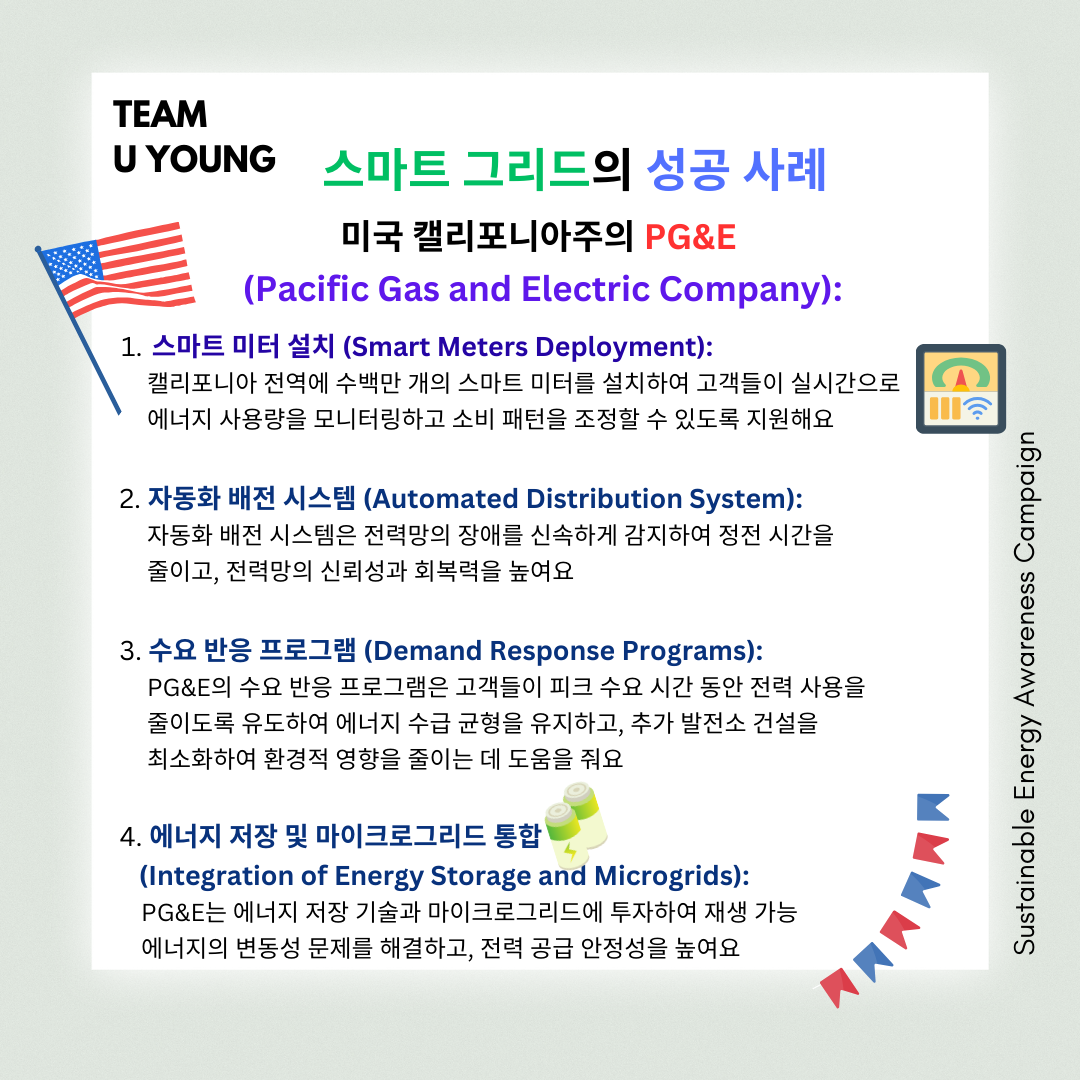 TEAM
U YOUNG
스마트 그리드의 성공 사례
미국 캘리포니아주의 PG&E
(Pacific Gas and Electric Company):
1. 스마트 미터 설치 (Smart Meters Deployment):
캘리포니아 전역에 수백만 개의 스마트 미터를 설치하여 고객들이 실시간으로
에너지 사용량을 모니터링하고 소비 패턴을 조정할 수 있도록 지원해요
2. 자동화 배전 시스템 (Automated Distribution System):
자동화 배전 시스템은 전력망의 장애를 신속하게 감지하여 정전 시간을
줄이고, 전력망의 신뢰성과 회복력을 높여요
3. 수요 반응 프로그램 (Demand Response Programs):
PG&E의 수요 반응 프로그램은 고객들이 피크 수요 시간 동안 전력 사용을
줄이도록 유도하여 에너지 수급 균형을 유지하고, 추가 발전소 건설을
최소화하여 환경적 영향을 줄이는 데 도움을 줘요
4. 에너지 저장 및 마이크로그리드 통합
(Integration of Energy Storage and Microgrids):
PG&E는 에너지 저장 기술과 마이크로그리드에 투자하여 재생 가능
에너지의 변동성 문제를 해결하고, 전력 공급 안정성을 높여요
Sustainable Energy Awareness Campaign